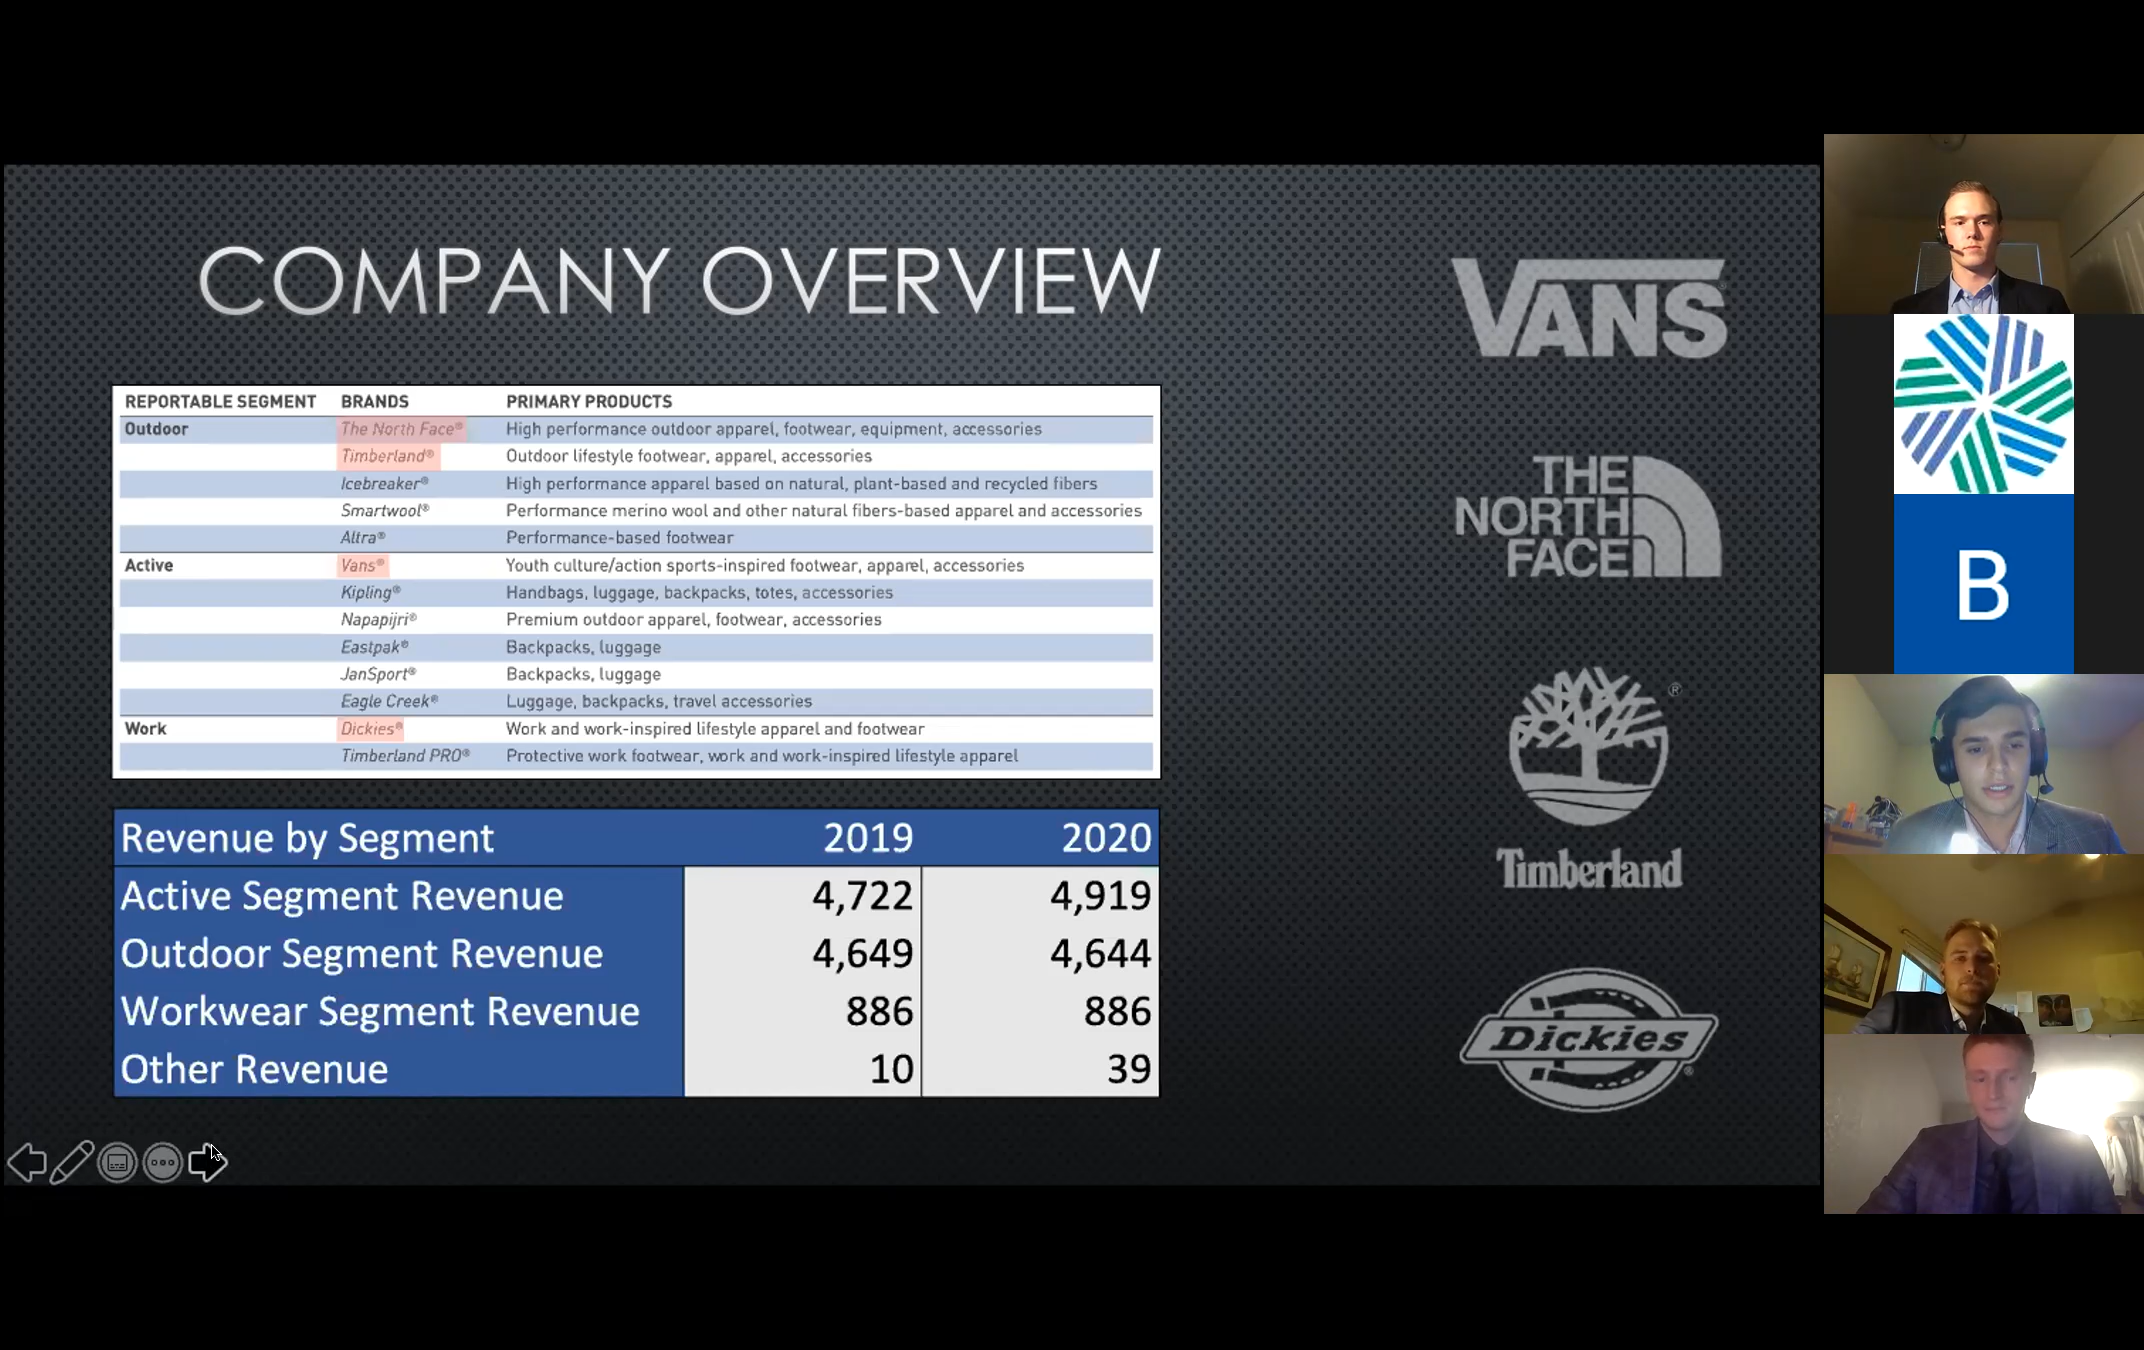 COMPANY OVERVIEW
REPORTABLE SEGMENT BRANDS PRIMARY PRODUCTS
Outdoor The North Face® High performance outdoor apparel, footwear, equipment, accessories
Timberland® Outdoor lifestyle footwear, apparel, accessories
Icebreaker® High performance apparel based on natural, plant-based and recycled fibers
Smartwool® Performance merino wool and other natural fibers-based apparel and accessories
Altra® Performance-based footwear
Active Vans® Youth culture/action sports-inspired footwear, apparel, accessories
Kipling® Handbags, luggage, backpacks, totes, accessories
Napapijri® Premium outdoor apparel, footwear, accessories
Eastpak® Backpacks, luggage
JanSport® Backpacks, luggage
Eagle Creek® Luggage, backpacks, travel accessories
Work Dickies® Work and work-inspired lifestyle apparel and footwear
Timberland PRO® Protective work footwear, work and work-inspired lifestyle apparel
Revenue by Segment 2019 2020
Active Segment Revenue 4,722 4,919
Outdoor Segment Revenue 4,649 4,644
Workwear Segment Revenue 886 886
Other Revenue 10 39
VANS
THE
NORTH
FACE
®
Timberland
Dickies
®
B